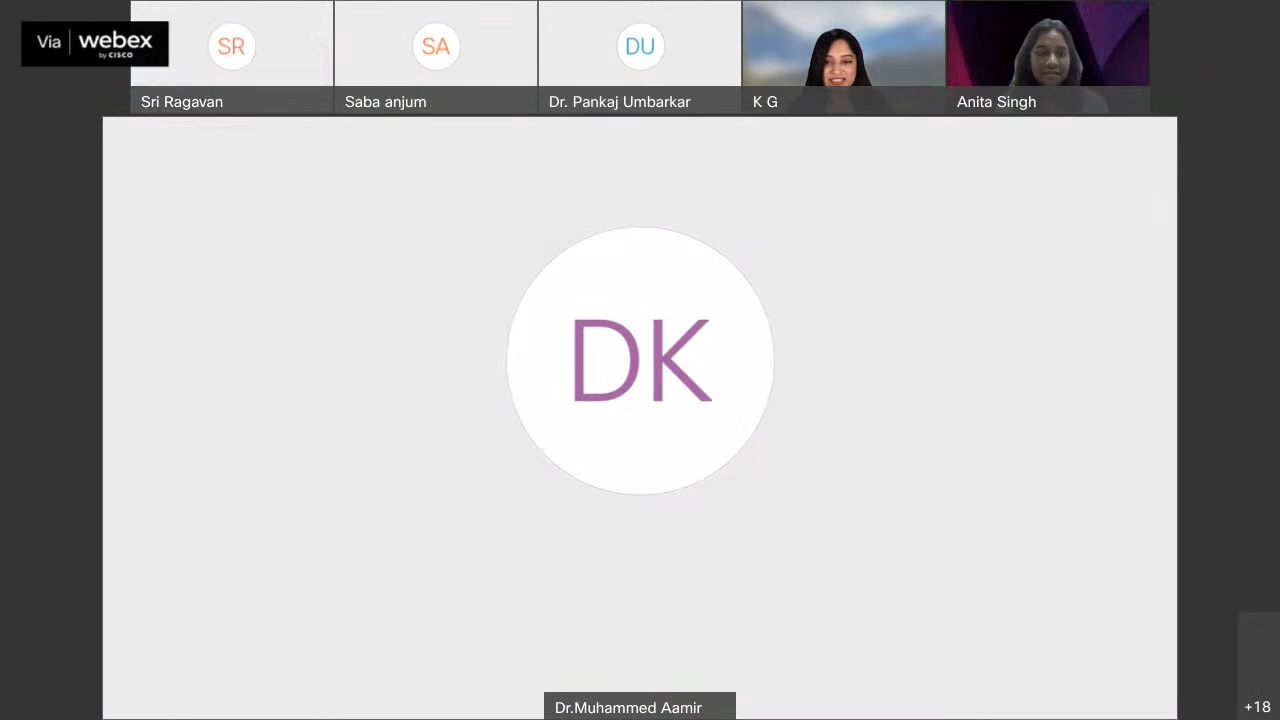 Via webex
by CISCO
SR
SA
DU
Sri Ragavan
Saba anjum
Dr. Pankaj Umbarkar
K G
Anita Singh
DK
Dr.Muhammed Aamir
+18